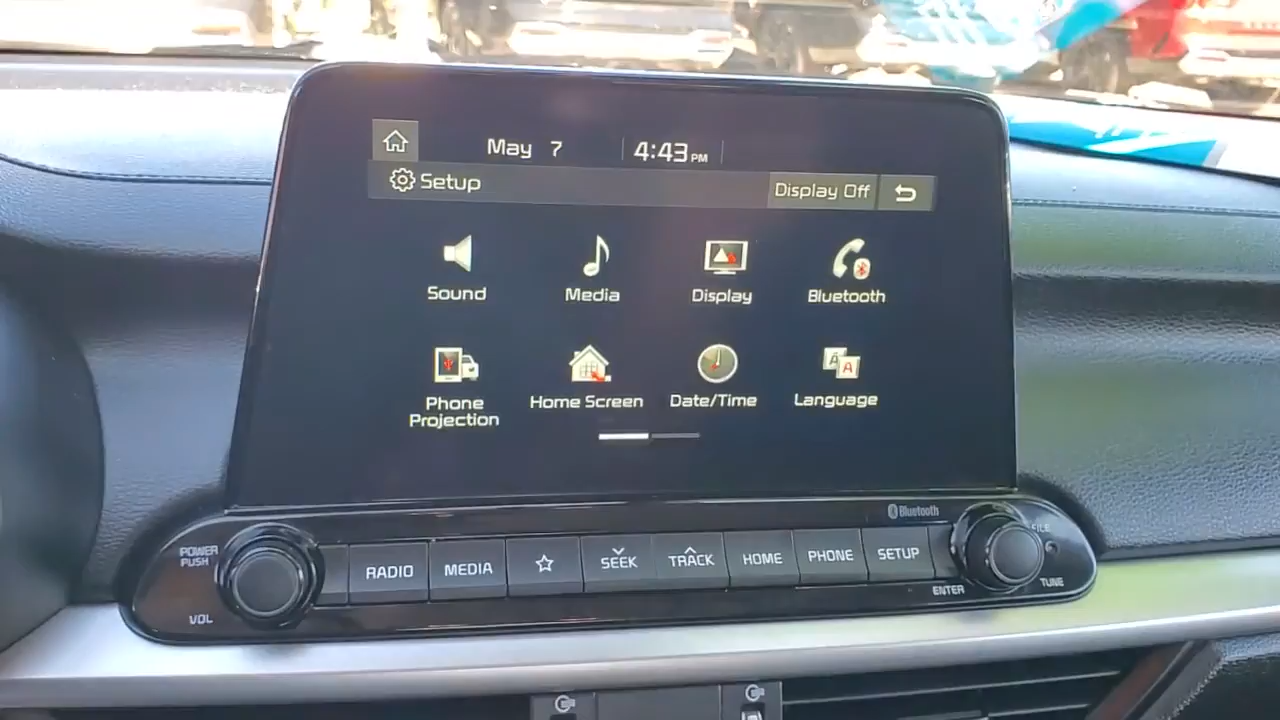 May 7 4:43 PM
Setup Display Off
Sound Media Display Bluetooth
Phone Projection Home Screen Date/Time Language
Bluetooth
POWER PUSH
VOL
RADIO MEDIA SEEK TRACK HOME PHONE SETUP
FILE
TUNE
ENTER